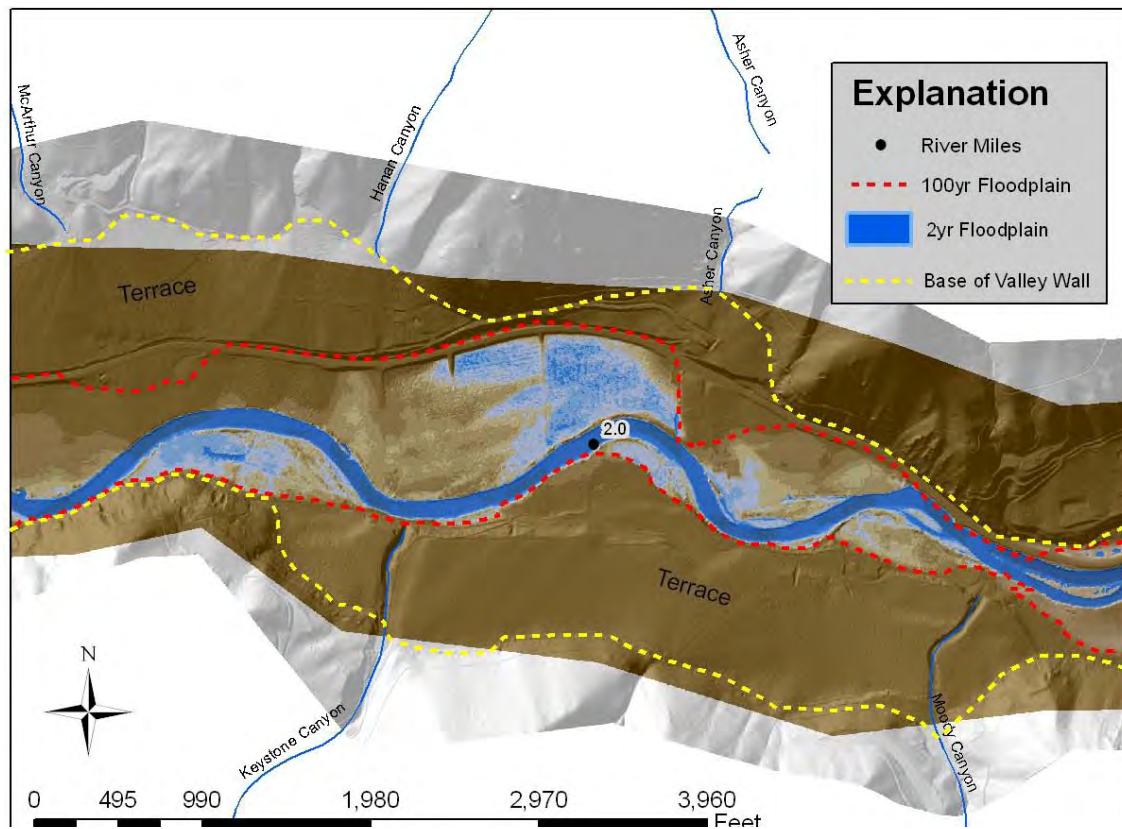 McArthur Canyon
Hanan Canyon
Asher Canyon
Explanation
River Miles
100yr Floodplain
2yr Floodplain
Base of Valley Wall
Asher Canyon
Terrace
2.0
Terrace
N
Keystone Canyon
Moody Canyon
0 495 990 1,980 2,970 3,960
Feet